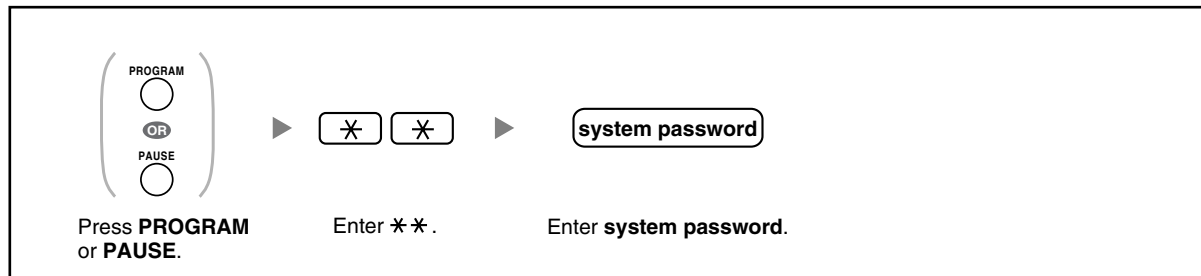 PROGRAM
OR
PAUSE
✳ ✳
system password
Press PROGRAM
or PAUSE.
Enter ✳✳.
Enter system password.